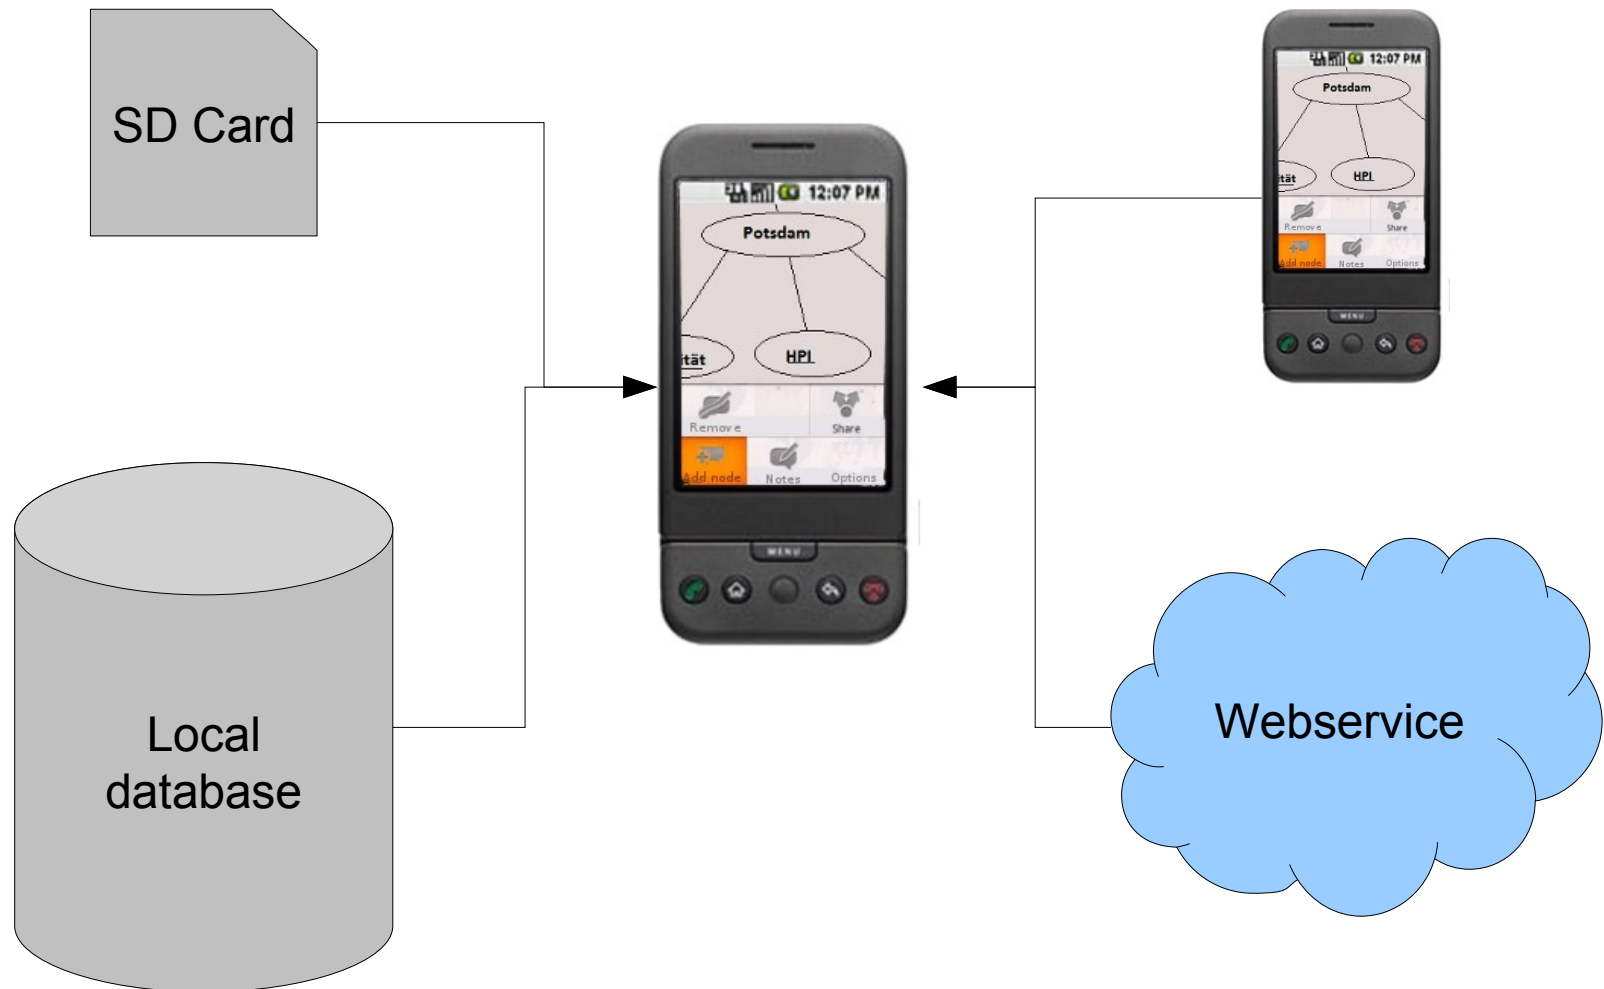 SD Card
12:07 PM
Potsdam
ität
HPI
Remove
Share
Add node
Notes
Options
MENU
12:07 PM
Potsdam
ität
HPI
Remove
Share
Add node
Notes
Options
MENU
Local
database
Webservice